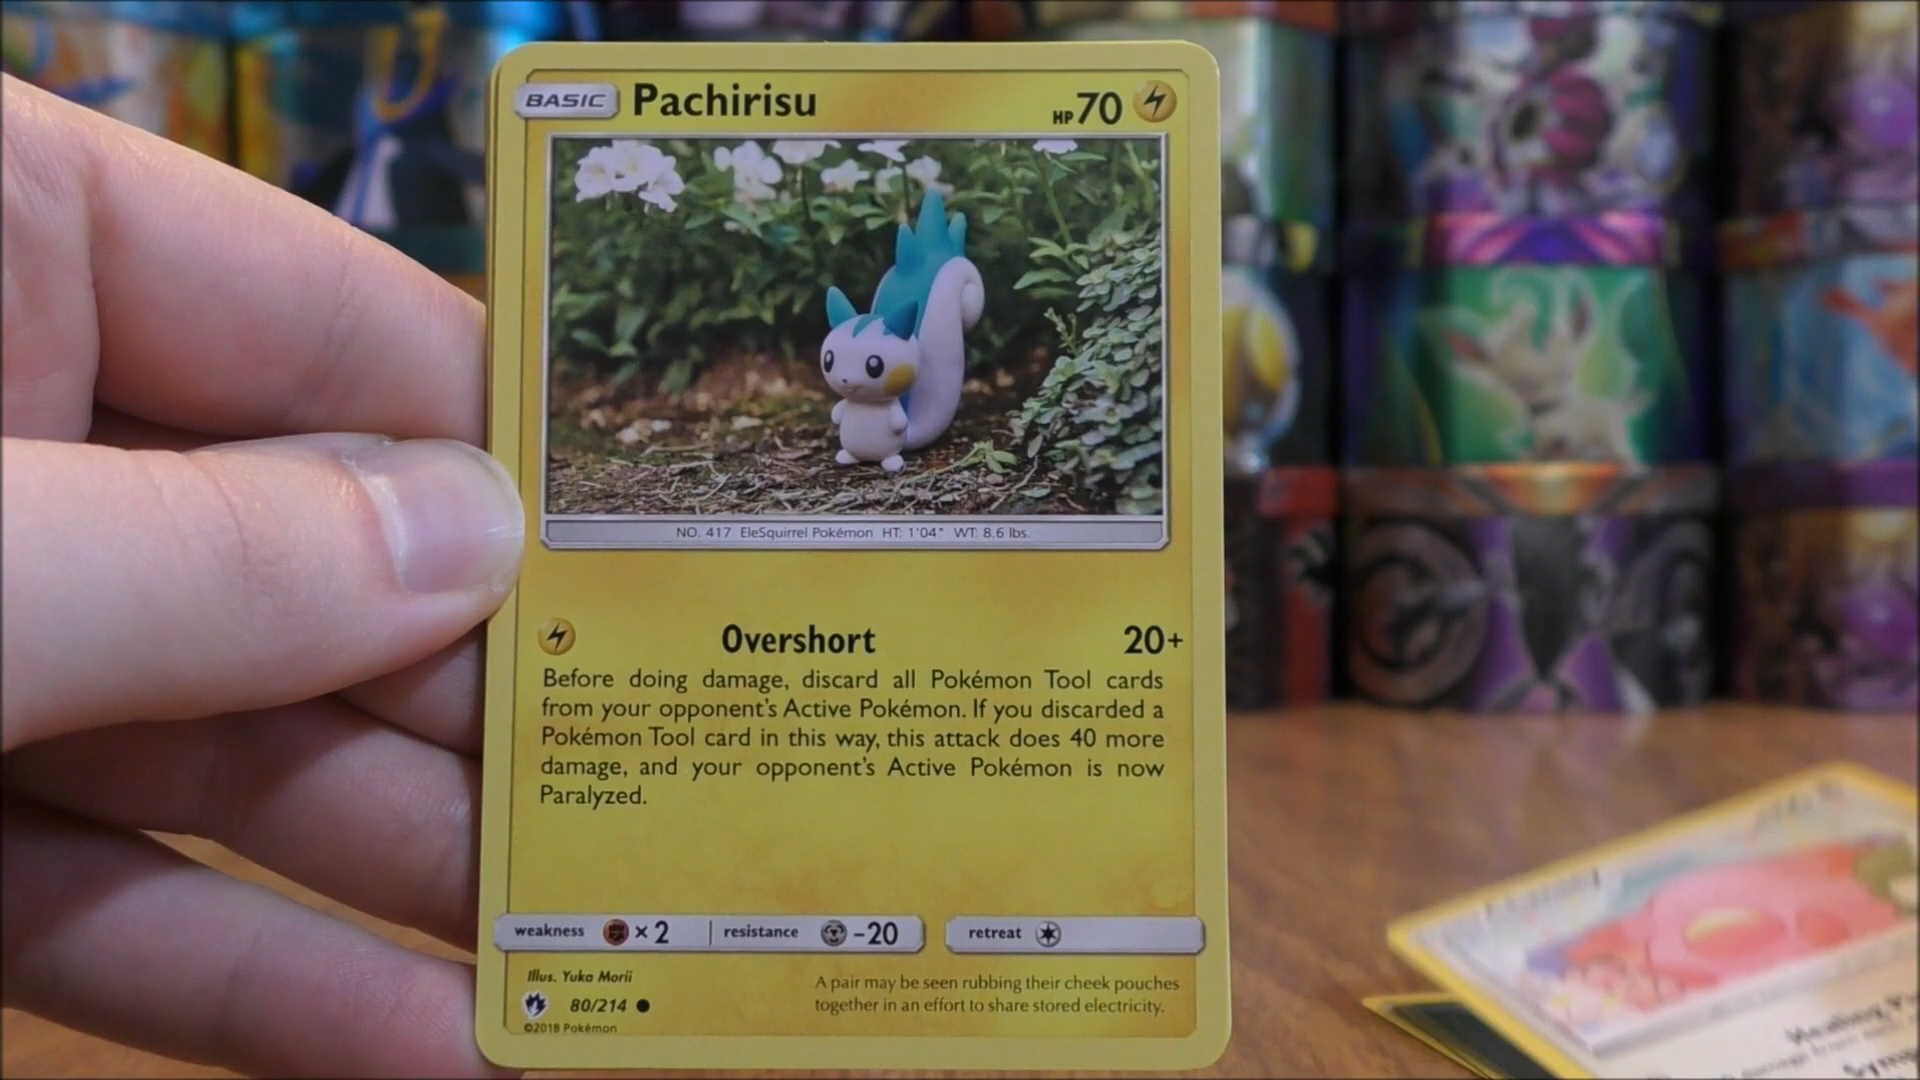 BASIC Pachirisu HP 70
NO. 417 EleSquirrel Pokémon HT: 1'04" WT: 8.6 lbs.
Overshort 20+
Before doing damage, discard all Pokémon Tool cards
from your opponent's Active Pokémon. If you discarded a
Pokémon Tool card in this way, this attack does 40 more
damage, and your opponent's Active Pokémon is now
Paralyzed.
weakness × 2 resistance -20 retreat
Illus. Yuka Morii
80/214
©2018 Pokémon
A pair may be seen rubbing their cheek pouches
together in an effort to share stored electricity.